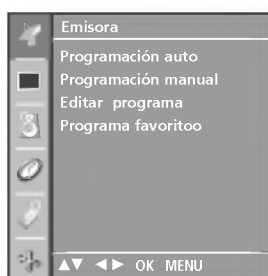 Emisora
Programación auto
Programación manual
Editar programa
Programa favoritoo
▲▼ ◄► OK MENU